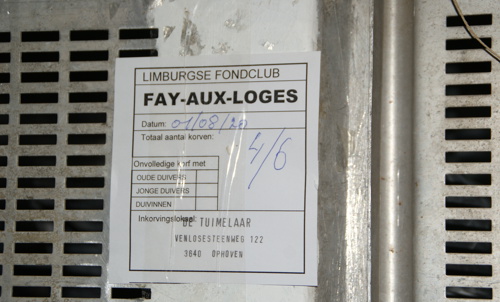 LIMBURGSE FONDCLUB
FAY-AUX-LOGES
Datum: 01/08/20
Totaal aantal korven:
4/6
Onvolledige korf met
OUDE DUIVERS
JONGE DUIVERS
DUIVINNEN
Inkorvingslokaal:
DE TUIMELAAR
VENLOSESTEENWEG 122
3640 OPHOVEN